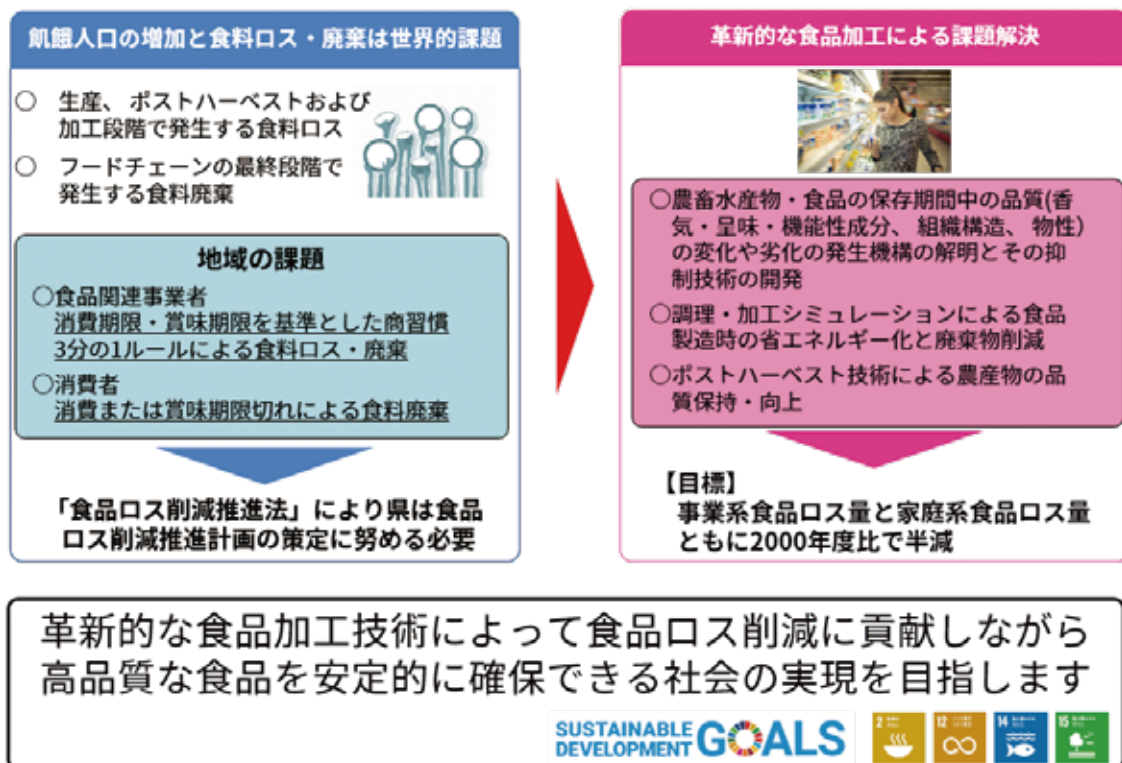 飢餓人口の増加と食料ロス・廃棄は世界的課題
○ 生産、ポストハーベストおよび
加工段階で発生する食料ロス
○ フードチェーンの最終段階で
発生する食料廃棄
地域の課題
○食品関連事業者
消費期限・賞味期限を基準とした商習慣
3分の1ルールによる食料ロス・廃棄
○消費者
消費または賞味期限切れによる食料廃棄
「食品ロス削減推進法」により県は食品
ロス削減推進計画の策定に努める必要
革新的な食品加工による課題解決
○農畜水産物・食品の保存期間中の品質(香
気・呈味・機能性成分、組織構造、物性)
の変化や劣化の発生機構の解明とその抑
制技術の開発
○調理・加工シミュレーションによる食品
製造時の省エネルギー化と廃棄物削減
○ポストハーベスト技術による農産物の品
質保持・向上
【目標】
事業系食品ロス量と家庭系食品ロス量
ともに2000年度比で半減
革新的な食品加工技術によって食品ロス削減に貢献しながら
高品質な食品を安定的に確保できる社会の実現を目指します
SUSTAINABLE
DEVELOPMENT
GOALS
2
12
14
15